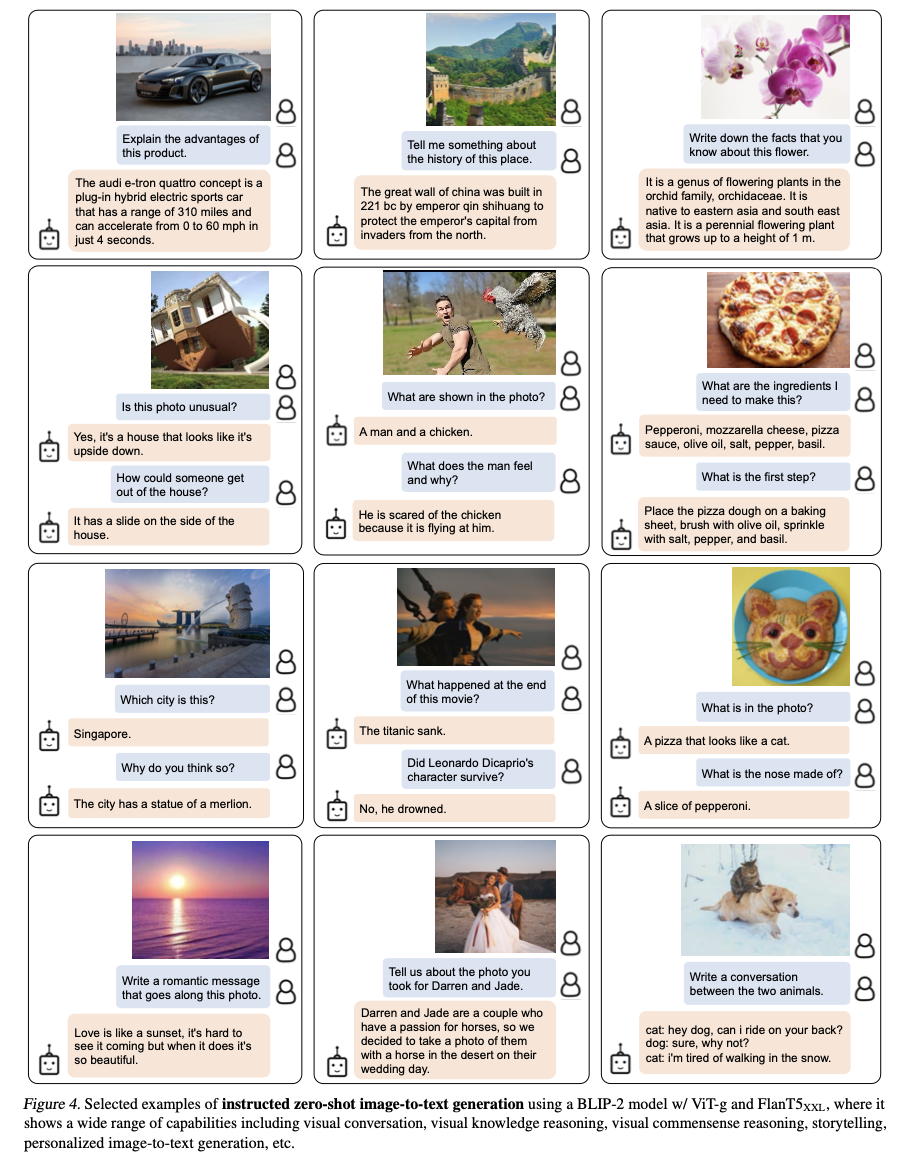 Explain the advantages of
this product.
The audi e-tron quattro concept is a
plug-in hybrid electric sports car
that has a range of 310 miles and
can accelerate from 0 to 60 mph in
just 4 seconds.
Tell me something about
the history of this place.
The great wall of china was built in
221 bc by emperor qin shihuang to
protect the emperor's capital from
invaders from the north.
Write down the facts that you
know about this flower.
It is a genus of flowering plants in the
orchid family, orchidaceae. It is
native to eastern asia and south east
asia. It is a perennial flowering plant
that grows up to a height of 1 m.
Is this photo unusual?
Yes, it's a house that looks like it's
upside down.
How could someone get
out of the house?
It has a slide on the side of the
house.
What are shown in the photo?
A man and a chicken.
What does the man feel
and why?
He is scared of the chicken
because it is flying at him.
What are the ingredients I
need to make this?
Pepperoni, mozzarella cheese, pizza
sauce, olive oil, salt, pepper, basil.
What is the first step?
Place the pizza dough on a baking
sheet, brush with olive oil, sprinkle
with salt, pepper, and basil.
Which city is this?
Singapore.
Why do you think so?
The city has a statue of a merlion.
What happened at the end
of this movie?
The titanic sank.
Did Leonardo Dicaprio's
character survive?
No, he drowned.
What is in the photo?
A pizza that looks like a cat.
What is the nose made of?
A slice of pepperoni.
Write a romantic message
that goes along this photo.
Love is like a sunset, it's hard to
see it coming but when it does it's
so beautiful.
Tell us about the photo you
took for Darren and Jade.
Darren and Jade are a couple who
have a passion for horses, so we
decided to take a photo of them
with a horse in the desert on their
wedding day.
Write a conversation
between the two animals.
cat: hey dog, can i ride on your back?
dog: sure, why not?
cat: i'm tired of walking in the snow.
Figure 4. Selected examples of instructed zero-shot image-to-text generation using a BLIP-2 model w/ ViT-g and FlanT5XXL, where it
shows a wide range of capabilities including visual conversation, visual knowledge reasoning, visual commensense reasoning, storytelling,
personalized image-to-text generation, etc.